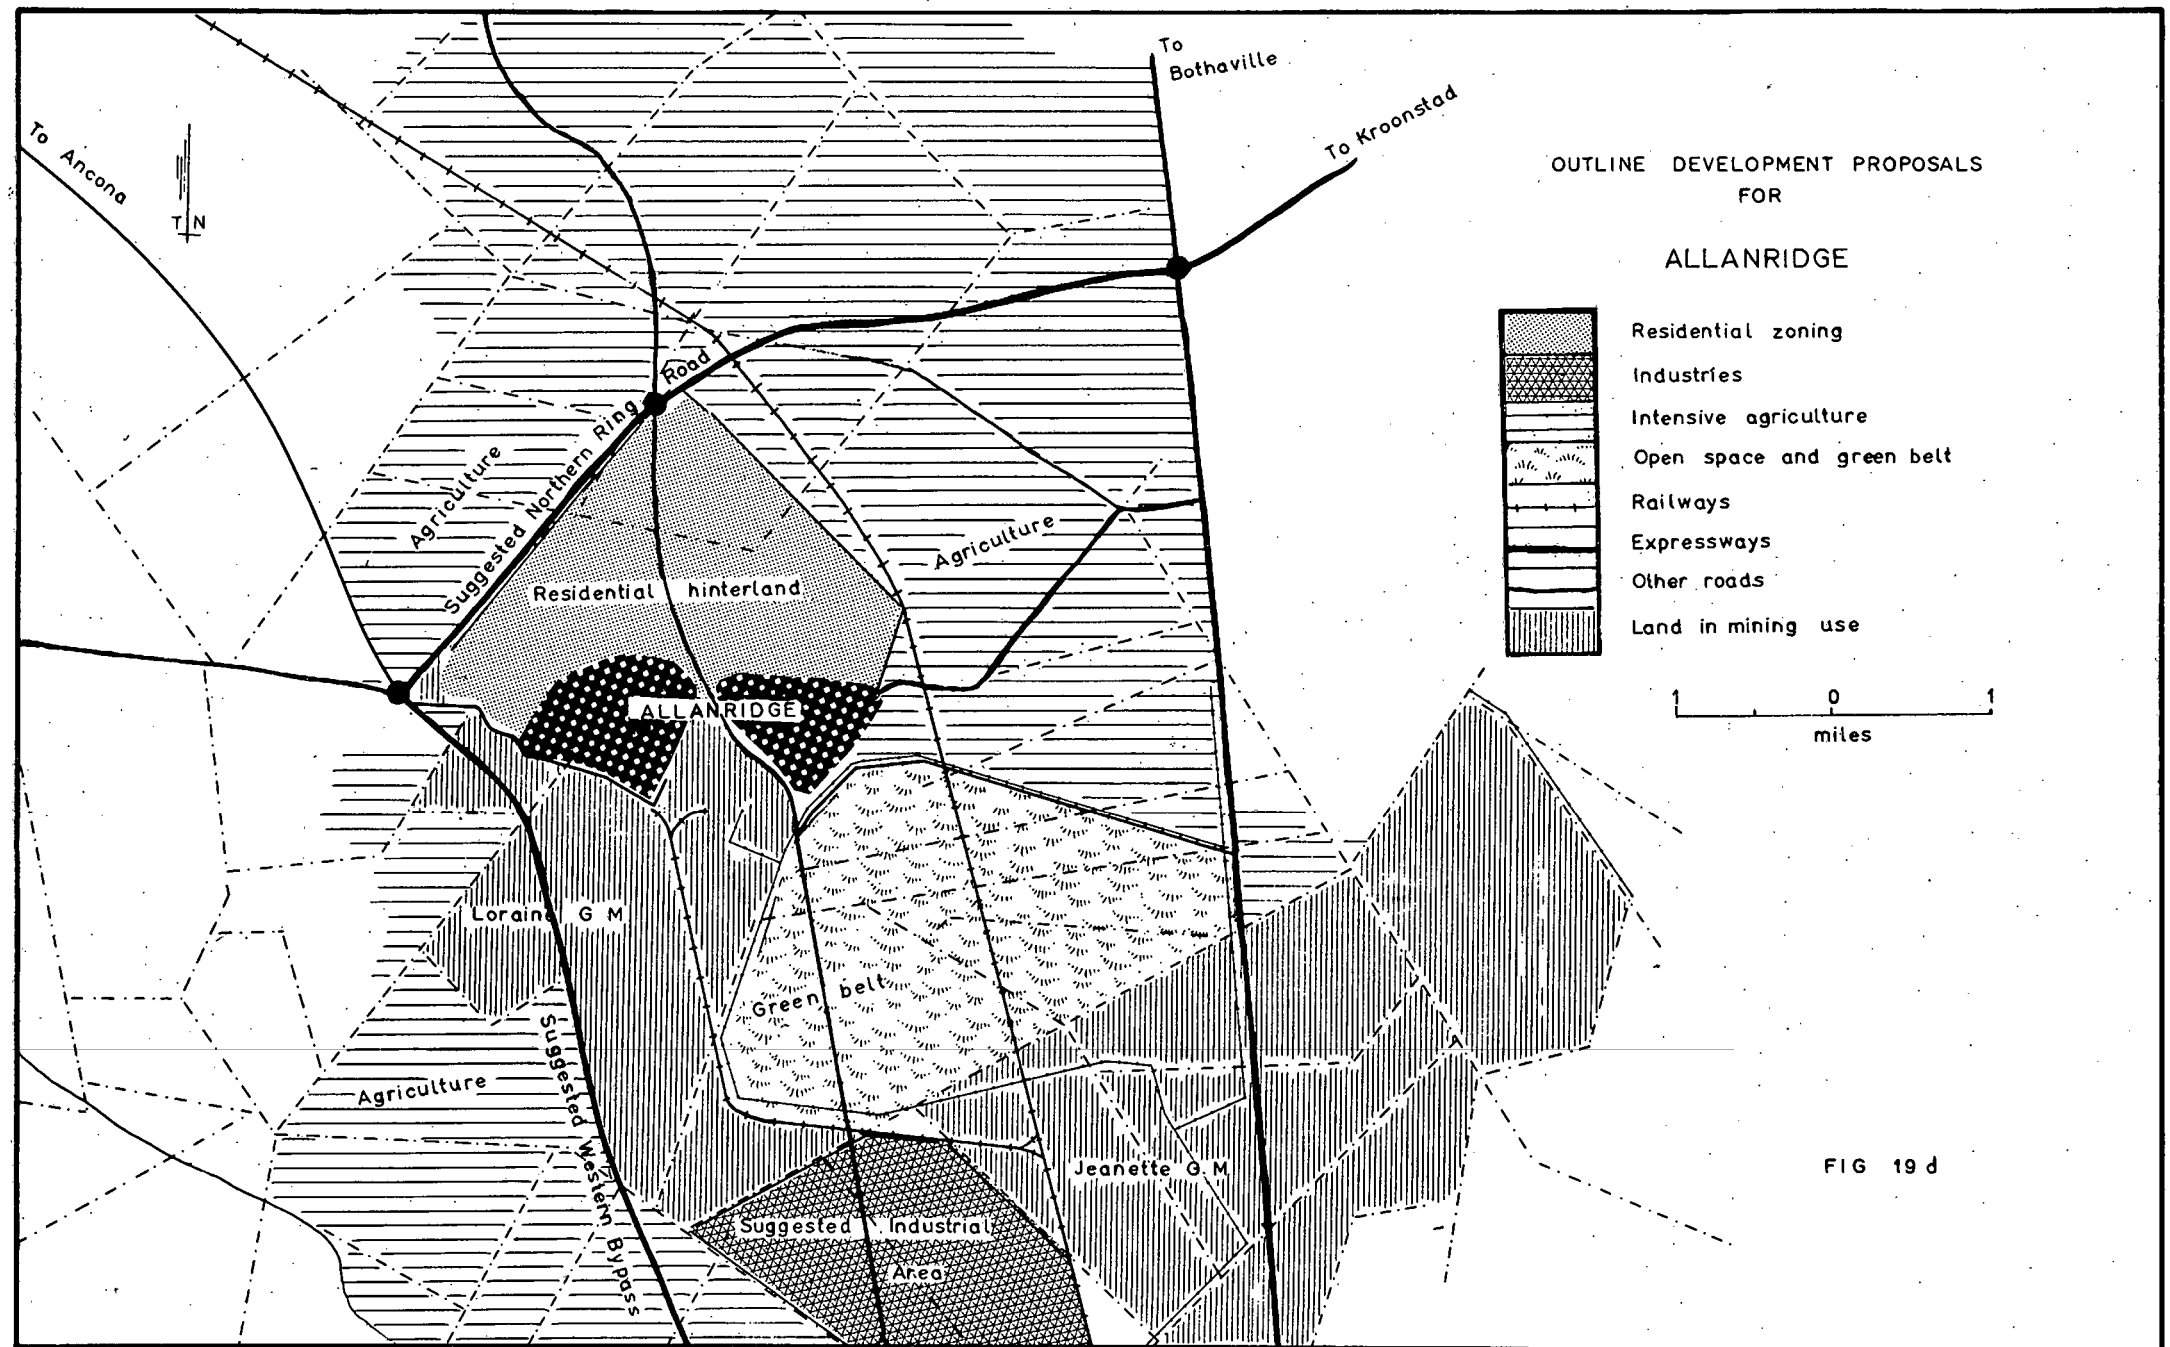 To
Bothaville
To Kroonstad
To Ancona
T N
OUTLINE DEVELOPMENT PROPOSALS
FOR
ALLANRIDGE
Residential zoning
Industries
Intensive agriculture
Open space and green belt
Railways
Expressways
Other roads
Land in mining use
1 0 1
miles
Suggested Northern Ring Road
Agriculture
Agriculture
Residential hinterland
ALLANRIDGE
Loraine G M
Green belt
Agriculture
Suggested Western Bypass
Jeanette G.M
Suggested Industrial
Area
FIG 19 d